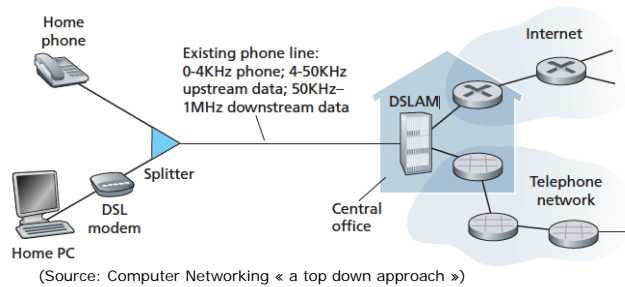 Home
phone
Existing phone line:
0-4KHz phone; 4-50KHz
upstream data; 50KHz–
1MHz downstream data
Internet
DSLAM
Splitter
DSL
modem
Home PC
Central
office
Telephone
network
(Source: Computer Networking « a top down approach »)